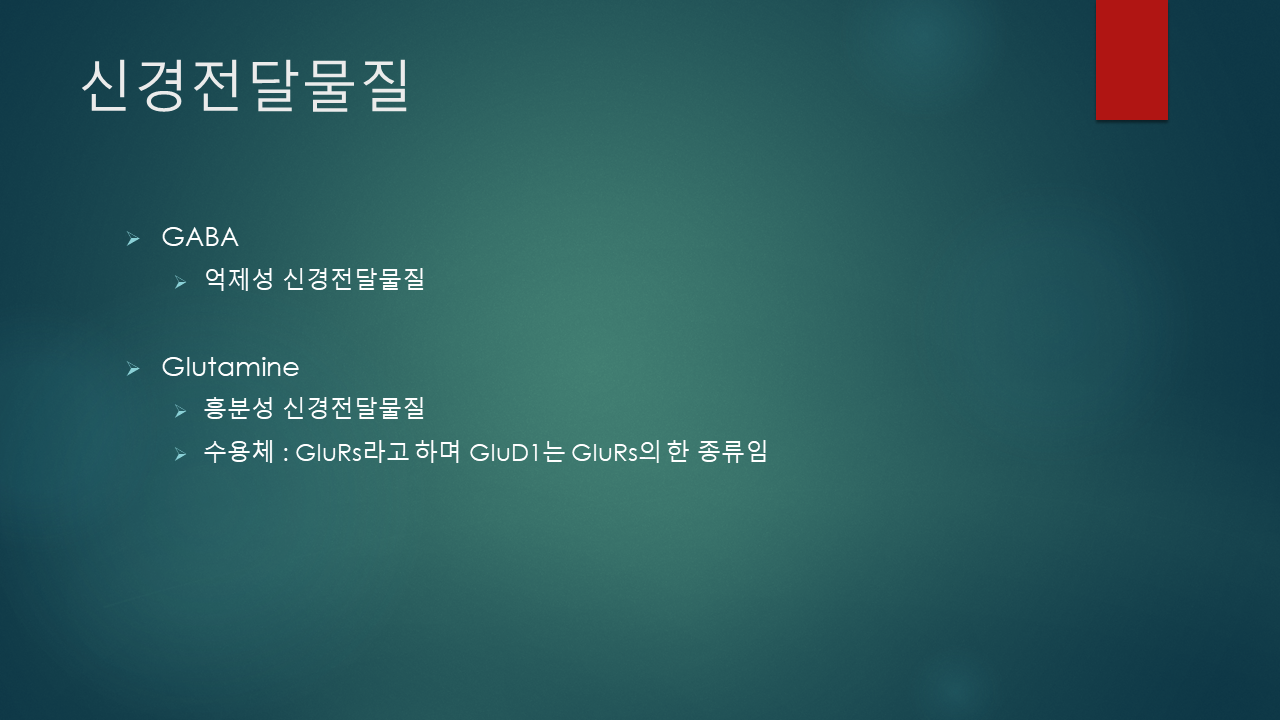 신경전달물질
GABA
억제성 신경전달물질
Glutamine
흥분성 신경전달물질
수용체 : GluRs라고 하며 GluD1는 GluRs의 한 종류임